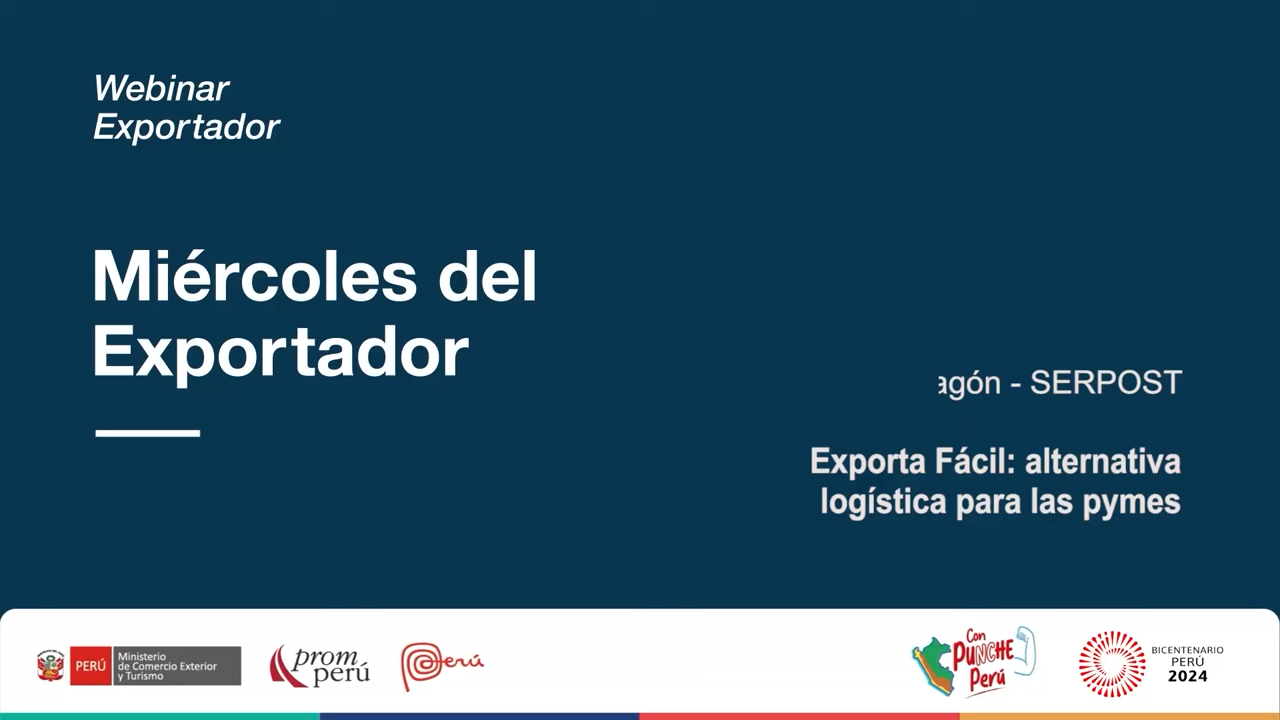 Webinar
Exportador
Miércoles del
Exportador
- SERPOST
Exporta Fácil: alternativa
logística para las pymes
PERÚ
Ministerio
de Comercio Exterior
y Turismo
prom
perú
Perú
Con
PUNCHE
Perú
BICENTENARIO
PERÚ
2024